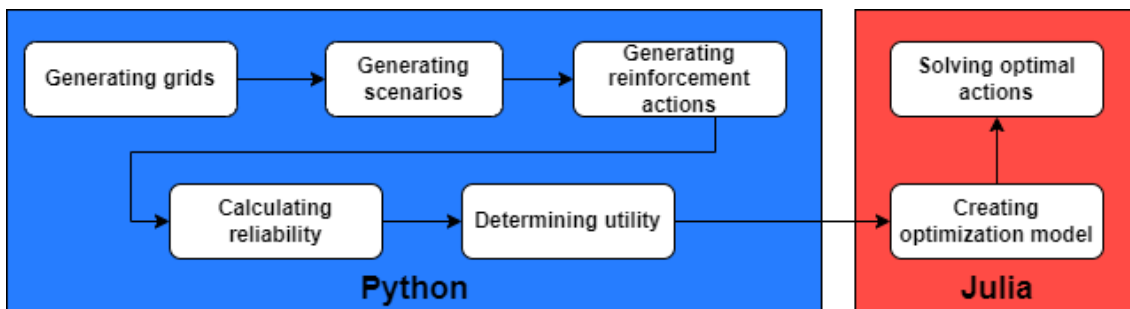 Generating grids
Generating
scenarios
Generating
reinforcement
actions
Calculating
reliability
Determining utility
Python
Solving optimal
actions
Creating
optimization model
Julia